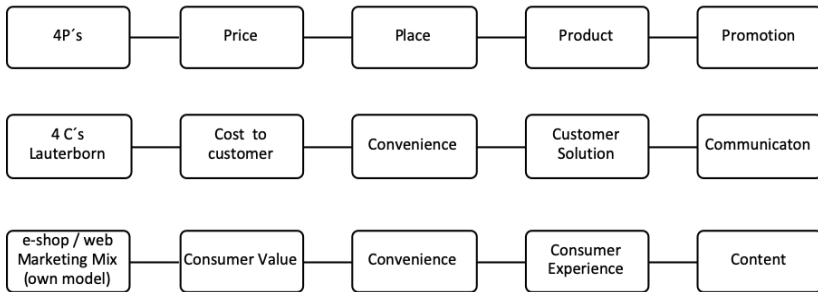 4P´s
Price
Place
Product
Promotion
4 C´s
Lauterborn
Cost to
customer
Convenience
Customer
Solution
Communicaton
e-shop / web
Marketing Mix
(own model)
Consumer Value
Convenience
Consumer
Experience
Content